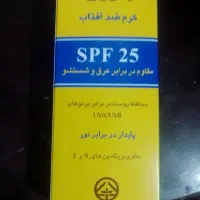 کرم ضد آفتاب
SPF 25
مقاوم در برابر عرق و شستشو
محافظ پوست در برابر پرتوهای
UVA/UVB
پایدار در برابر نور
حاوی ویتامین های A و E